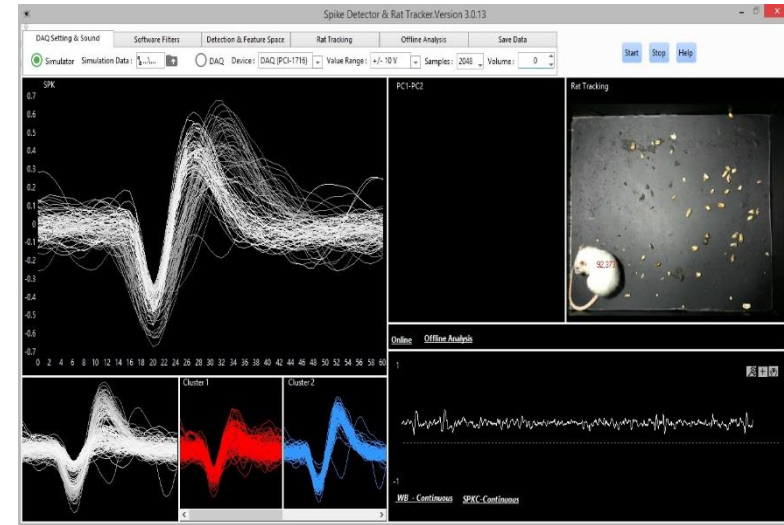 Spike Detector & Rat Tracker.Version 3.0.13
DAQ Setting & Sound Software Filters Detection & Feature Space Rat Tracking Offline Analysis Save Data
Simulator Simulation Data : DAQ Device : DAQ (PCI-1716) Value Range : +/- 10 V Samples : 2048 Volume : 0
Start Stop Help
SPK
0.7
0.6
0.5
0.4
0.3
0.2
0.1
0
-0.1
-0.2
-0.3
-0.4
-0.5
-0.6
-0.7
0 2 4 6 8 10 12 14 16 18 20 22 24 26 28 30 32 34 36 38 40 42 44 46 48 50 52 54 56 58 60
PC1-PC2
Rat Tracking
92,373
Online Offline Analysis
Cluster 1
Cluster 2
1
-1
WB - Continuous SPKC-Continuous